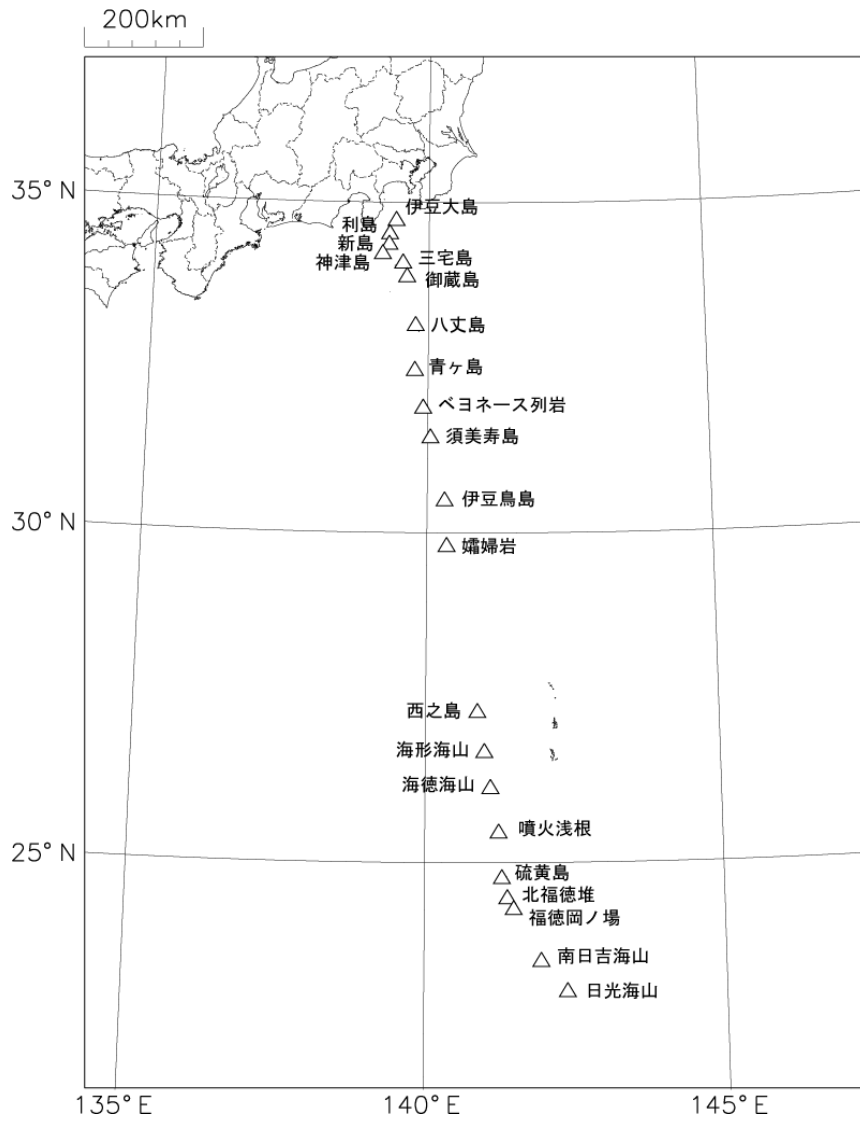 200km
35°N
伊豆大島
利島
新島
神津島
三宅島
御蔵島
八丈島
青ヶ島
ベヨネース列岩
須美寿島
伊豆鳥島
30°N
孀婦岩
西之島
海形海山
海徳海山
噴火浅根
25°N
硫黄島
北福徳堆
福徳岡ノ場
南日吉海山
日光海山
135°E
140°E
145°E